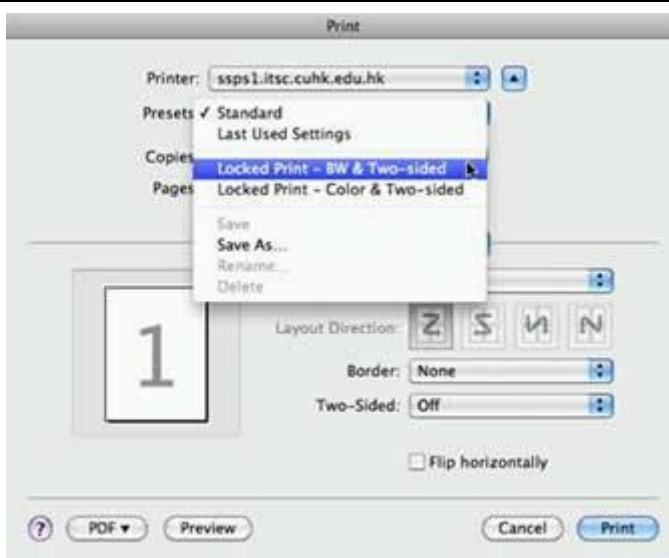 Print
Printer: ssps1.itsc.cuhk.edu.hk
Presets ✓ Standard
Last Used Settings
Copies
Locked Print - BW & Two-sided
Pages
Locked Print - Color & Two-sided
Save
Save As...
Rename...
Delete
1
Layout Direction:
Border: None
Two-Sided: Off
Flip horizontally
? PDF ▾ Preview Cancel Print